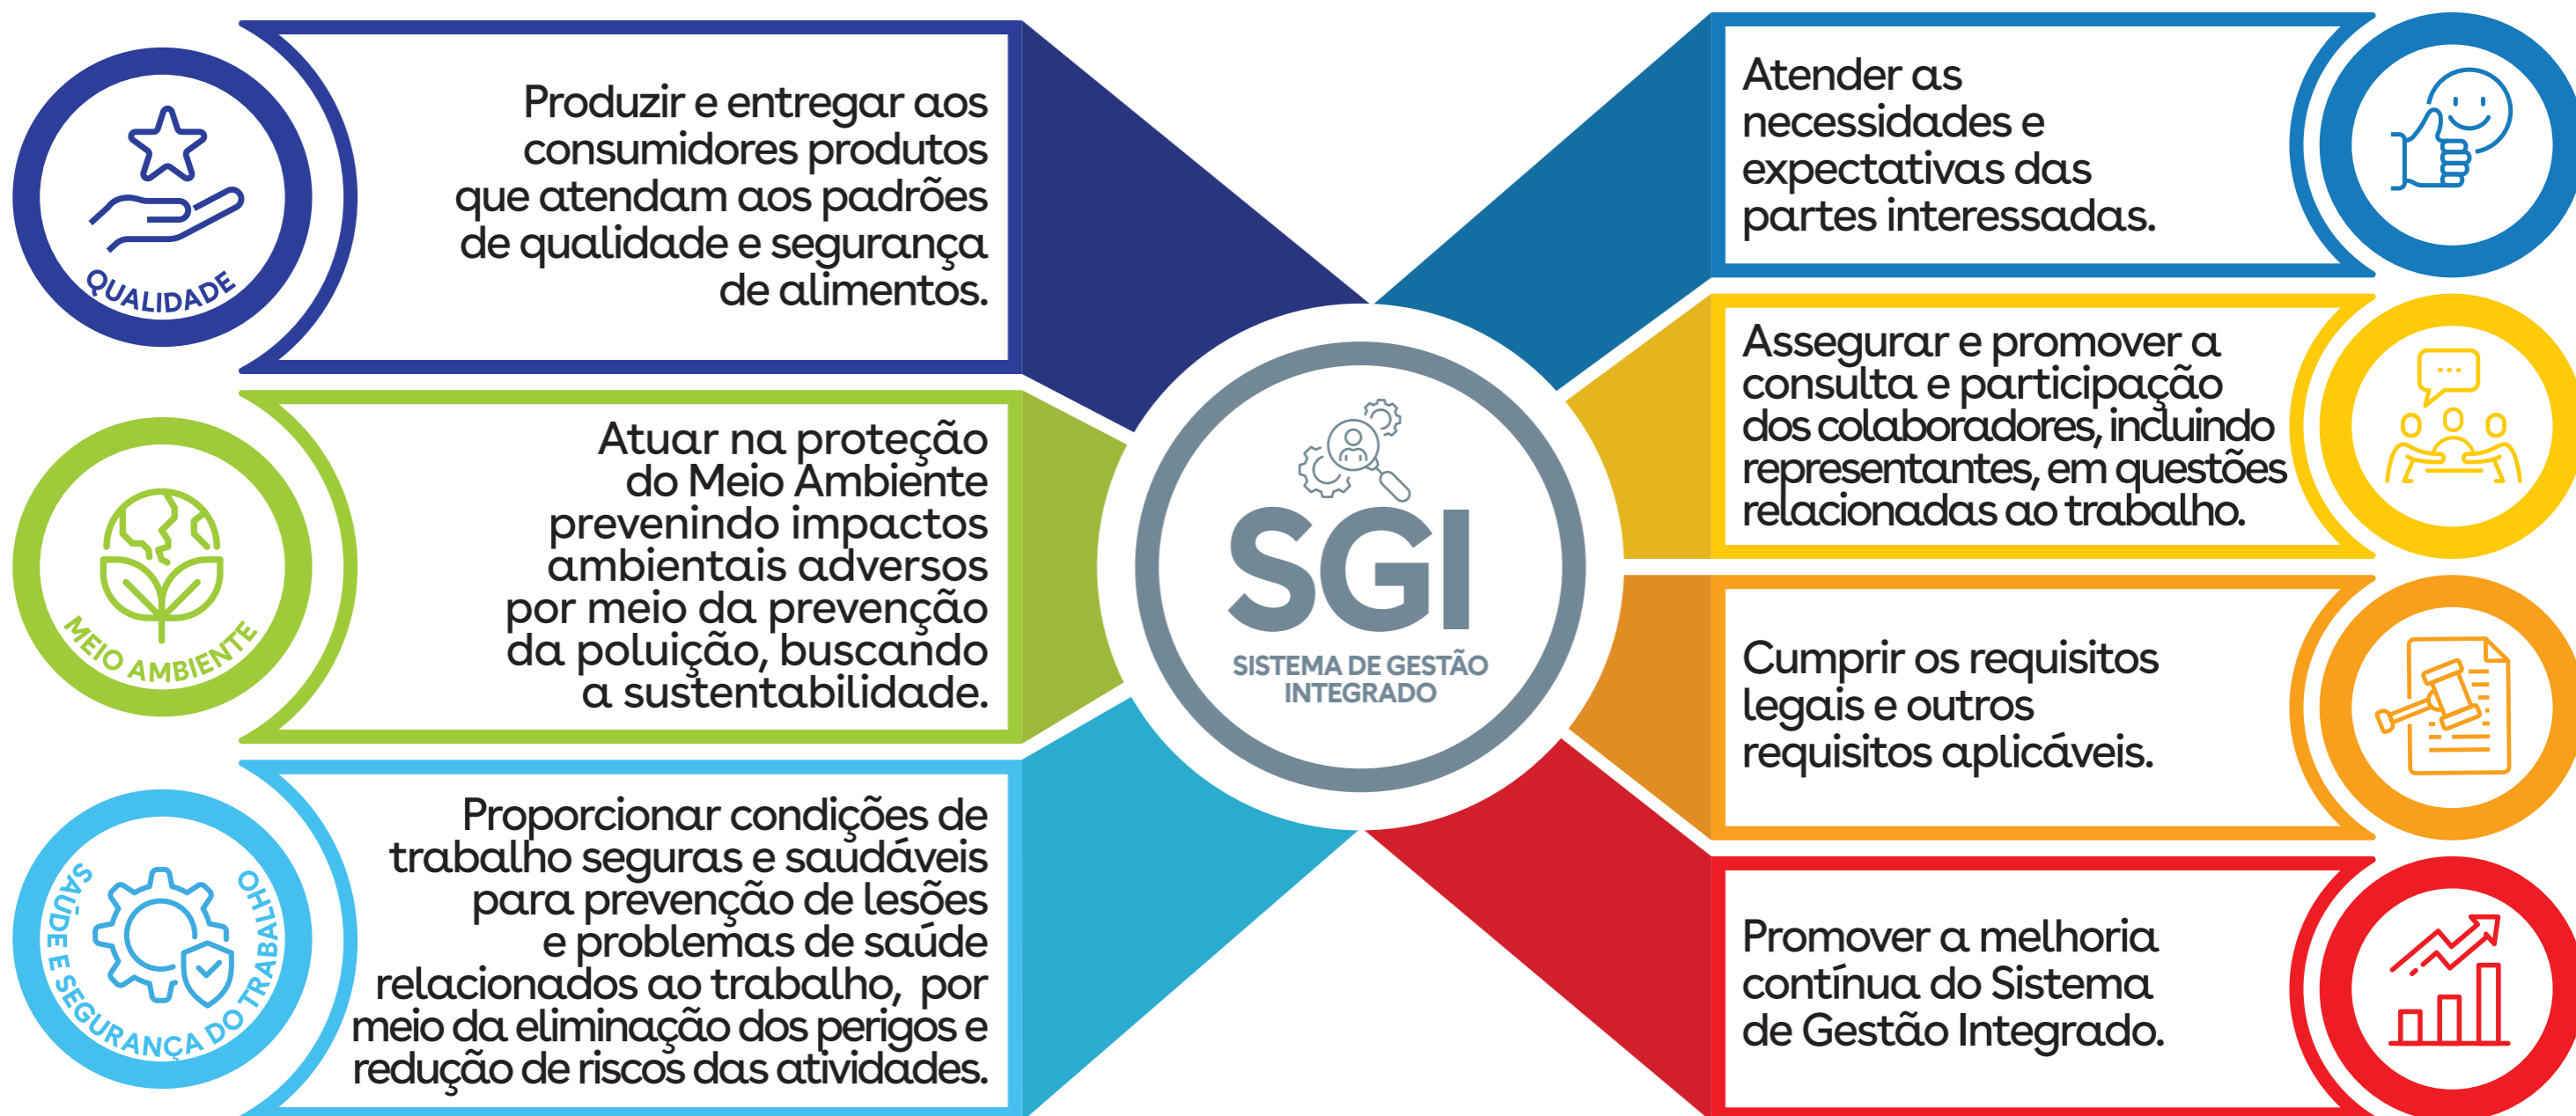 Produzir e entregar aos
consumidores produtos
que atendam aos padrões
de qualidade e segurança
de alimentos.
QUALIDADE
Atuar na proteção
do Meio Ambiente
prevenindo impactos
ambientais adversos
por meio da prevenção
da poluição, buscando
a sustentabilidade.
MEIO AMBIENTE
Proporcionar condições de
trabalho seguras e saudáveis
para prevenção de lesões
e problemas de saúde
relacionados ao trabalho, por
meio da eliminação dos perigos e
redução de riscos das atividades.
SAÚDE E SEGURANÇA DO TRABALHO
SGI
SISTEMA DE GESTÃO
INTEGRADO
Atender as
necessidades e
expectativas das
partes interessadas.
Assegurar e promover a
consulta e participação
dos colaboradores, incluindo
representantes, em questões
relacionadas ao trabalho.
Cumprir os requisitos
legais e outros
requisitos aplicáveis.
Promover a melhoria
contínua do Sistema
de Gestão Integrado.